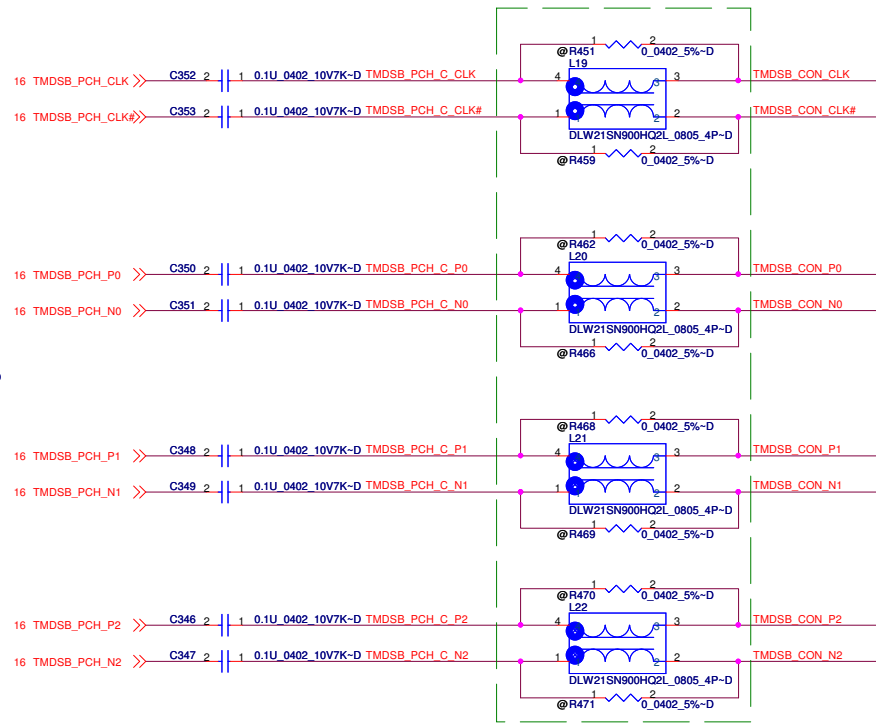 1 2
@R451 0_0402_5%~D
L19
16 TMDSB_PCH_CLK C352 2 1 0.1U_0402_10V7K~D TMDSB_PCH_C_CLK 4 3 3 TMDSB_CON_CLK
16 TMDSB_PCH_CLK# C353 2 1 0.1U_0402_10V7K~D TMDSB_PCH_C_CLK# 1 2 2 TMDSB_CON_CLK#
DLW21SN900HQ2L_0805_4P~D
1 2
@R459 0_0402_5%~D
1 2
@R462 0_0402_5%~D
L20
16 TMDSB_PCH_P0 C350 2 1 0.1U_0402_10V7K~D TMDSB_PCH_C_P0 4 3 3 TMDSB_CON_P0
16 TMDSB_PCH_N0 C351 2 1 0.1U_0402_10V7K~D TMDSB_PCH_C_N0 1 2 2 TMDSB_CON_N0
DLW21SN900HQ2L_0805_4P~D
1 2
@R466 0_0402_5%~D
1 2
@R468 0_0402_5%~D
L21
16 TMDSB_PCH_P1 C348 2 1 0.1U_0402_10V7K~D TMDSB_PCH_C_P1 4 3 3 TMDSB_CON_P1
16 TMDSB_PCH_N1 C349 2 1 0.1U_0402_10V7K~D TMDSB_PCH_C_N1 1 2 2 TMDSB_CON_N1
DLW21SN900HQ2L_0805_4P~D
1 2
@R469 0_0402_5%~D
1 2
@R470 0_0402_5%~D
L22
16 TMDSB_PCH_P2 C346 2 1 0.1U_0402_10V7K~D TMDSB_PCH_C_P2 4 3 3 TMDSB_CON_P2
16 TMDSB_PCH_N2 C347 2 1 0.1U_0402_10V7K~D TMDSB_PCH_C_N2 1 2 2 TMDSB_CON_N2
DLW21SN900HQ2L_0805_4P~D
1 2
@R471 0_0402_5%~D